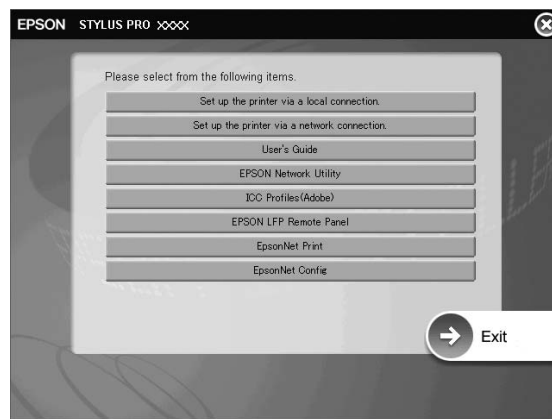 EPSON STYLUS PRO XXXX
Please select from the following items.
Set up the printer via a local connection.
Set up the printer via a network connection.
User's Guide
EPSON Network Utility
ICC Profiles(Adobe)
EPSON LFP Remote Panel
EpsonNet Print
EpsonNet Config
Exit